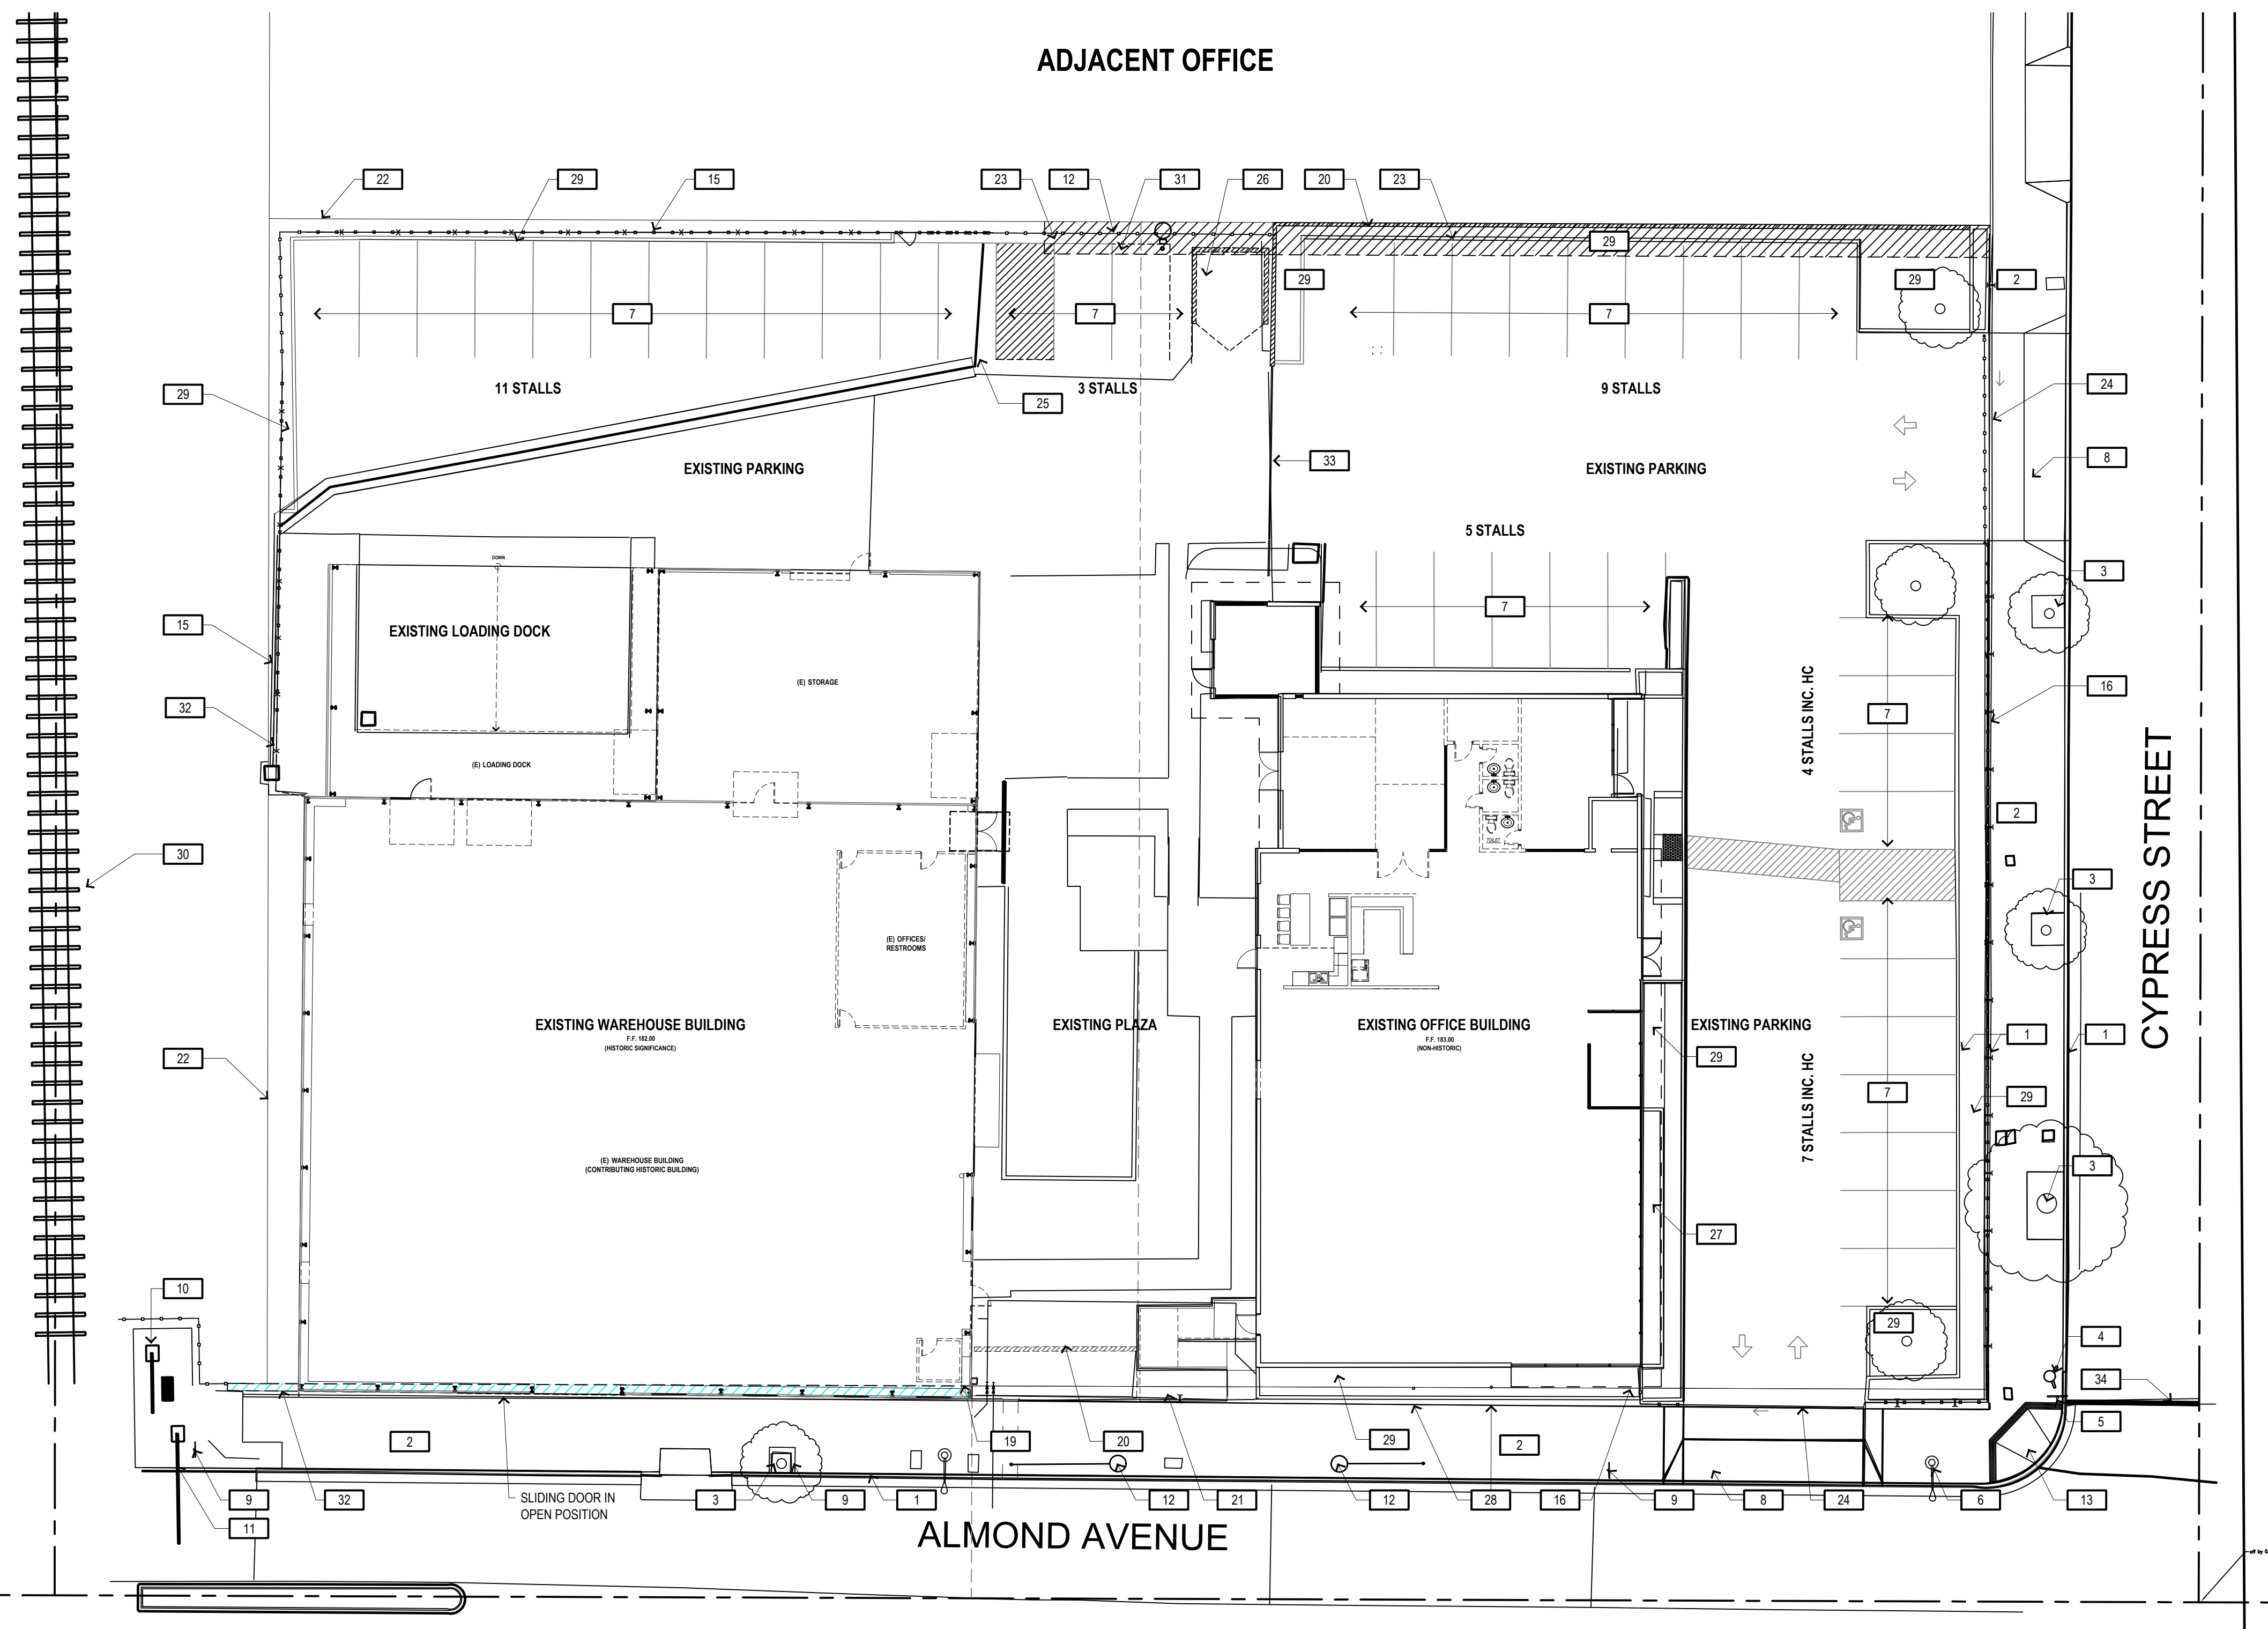 ADJACENT OFFICE
22
29
15
23
12
31
26
20
23
29
29
29
2
7
7
7
11 STALLS
3 STALLS
9 STALLS
24
29
25
8
33
EXISTING PARKING
EXISTING PARKING
5 STALLS
DOWN
3
7
15
EXISTING LOADING DOCK
(E) STORAGE
16
32
7
4 STALLS INC. HC
(E) LOADING DOCK
CYPRESS STREET
2
TOILET
30
3
(E) OFFICES/
RESTROOMS
EXISTING WAREHOUSE BUILDING
F.F. 182.00
(HISTORIC SIGNIFICANCE)
EXISTING PLAZA
EXISTING OFFICE BUILDING
F.F. 183.00
(NON-HISTORIC)
EXISTING PARKING
1
1
22
29
7
29
7 STALLS INC. HC
(E) WAREHOUSE BUILDING
(CONTRIBUTING HISTORIC BUILDING)
3
27
10
29
4
34
5
2
19
20
29
2
9
32
SLIDING DOOR IN
OPEN POSITION
3
9
1
12
21
12
28
16
9
8
24
6
13
11
ALMOND AVENUE